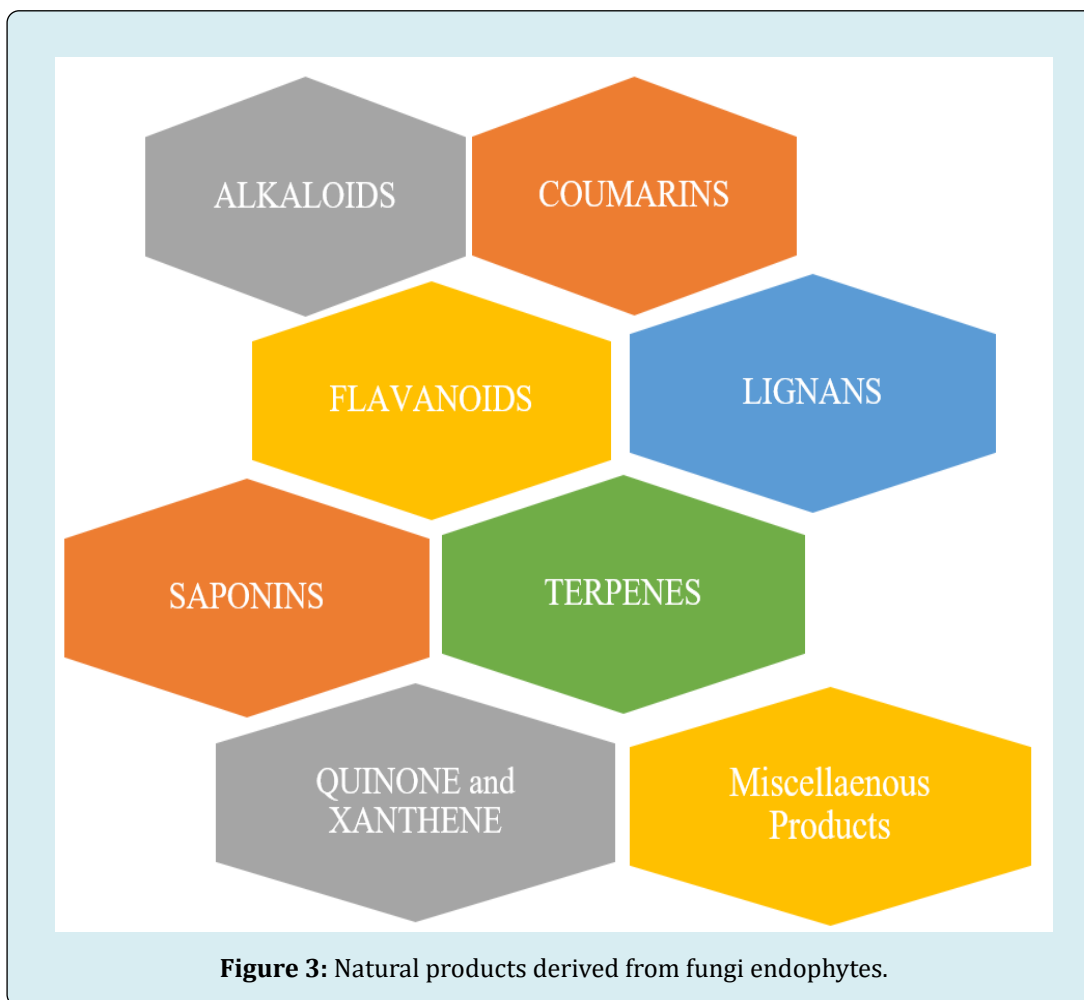 ALKALOIDS
COUMARINS
FLAVANOIDS
LIGNANS
SAPONINS
TERPENES
QUINONE and
XANTHENE
Miscellaenous
Products
Figure 3: Natural products derived from fungi endophytes.